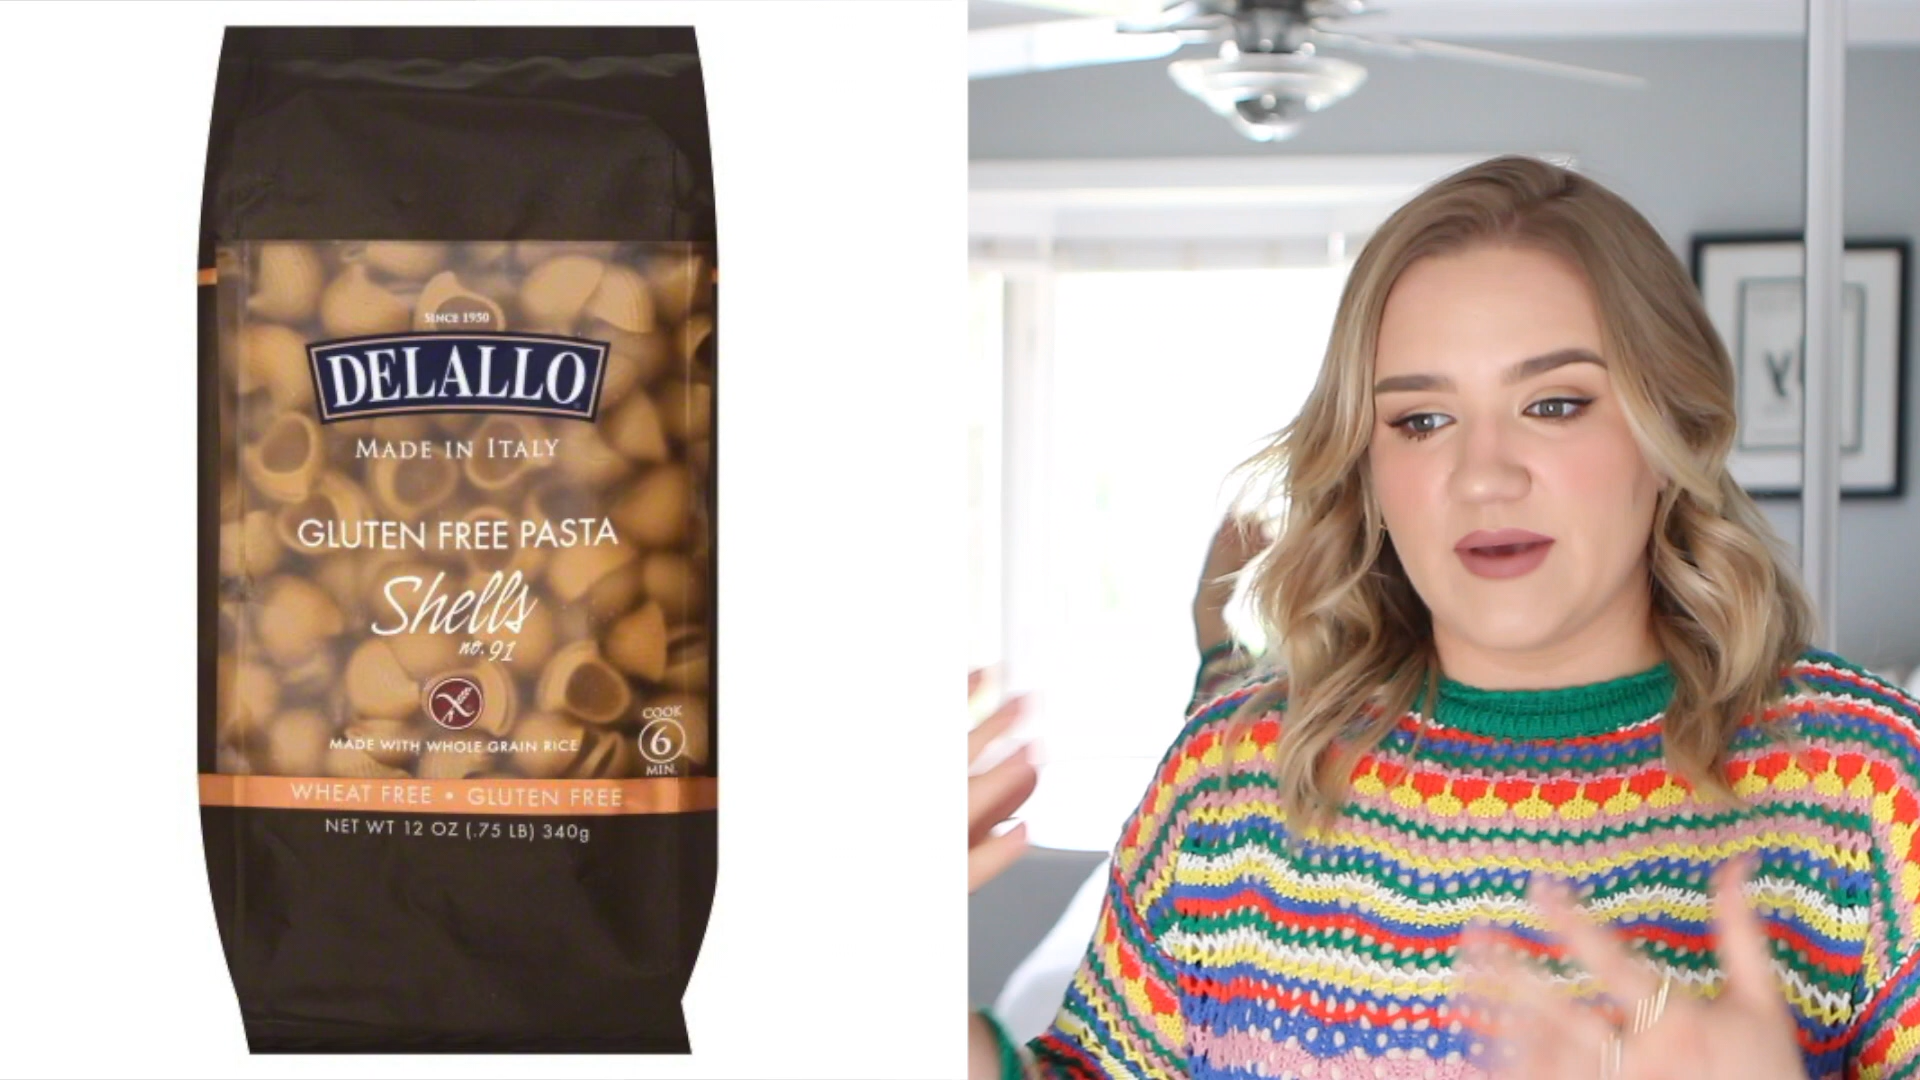 SINCE 1950
DELALLO
MADE IN ITALY
GLUTEN FREE PASTA
Shells
no. 91
MADE WITH WHOLE GRAIN RICE
COOK
6
MIN.
WHEAT FREE • GLUTEN FREE
NET WT 12 OZ (.75 LB) 340g